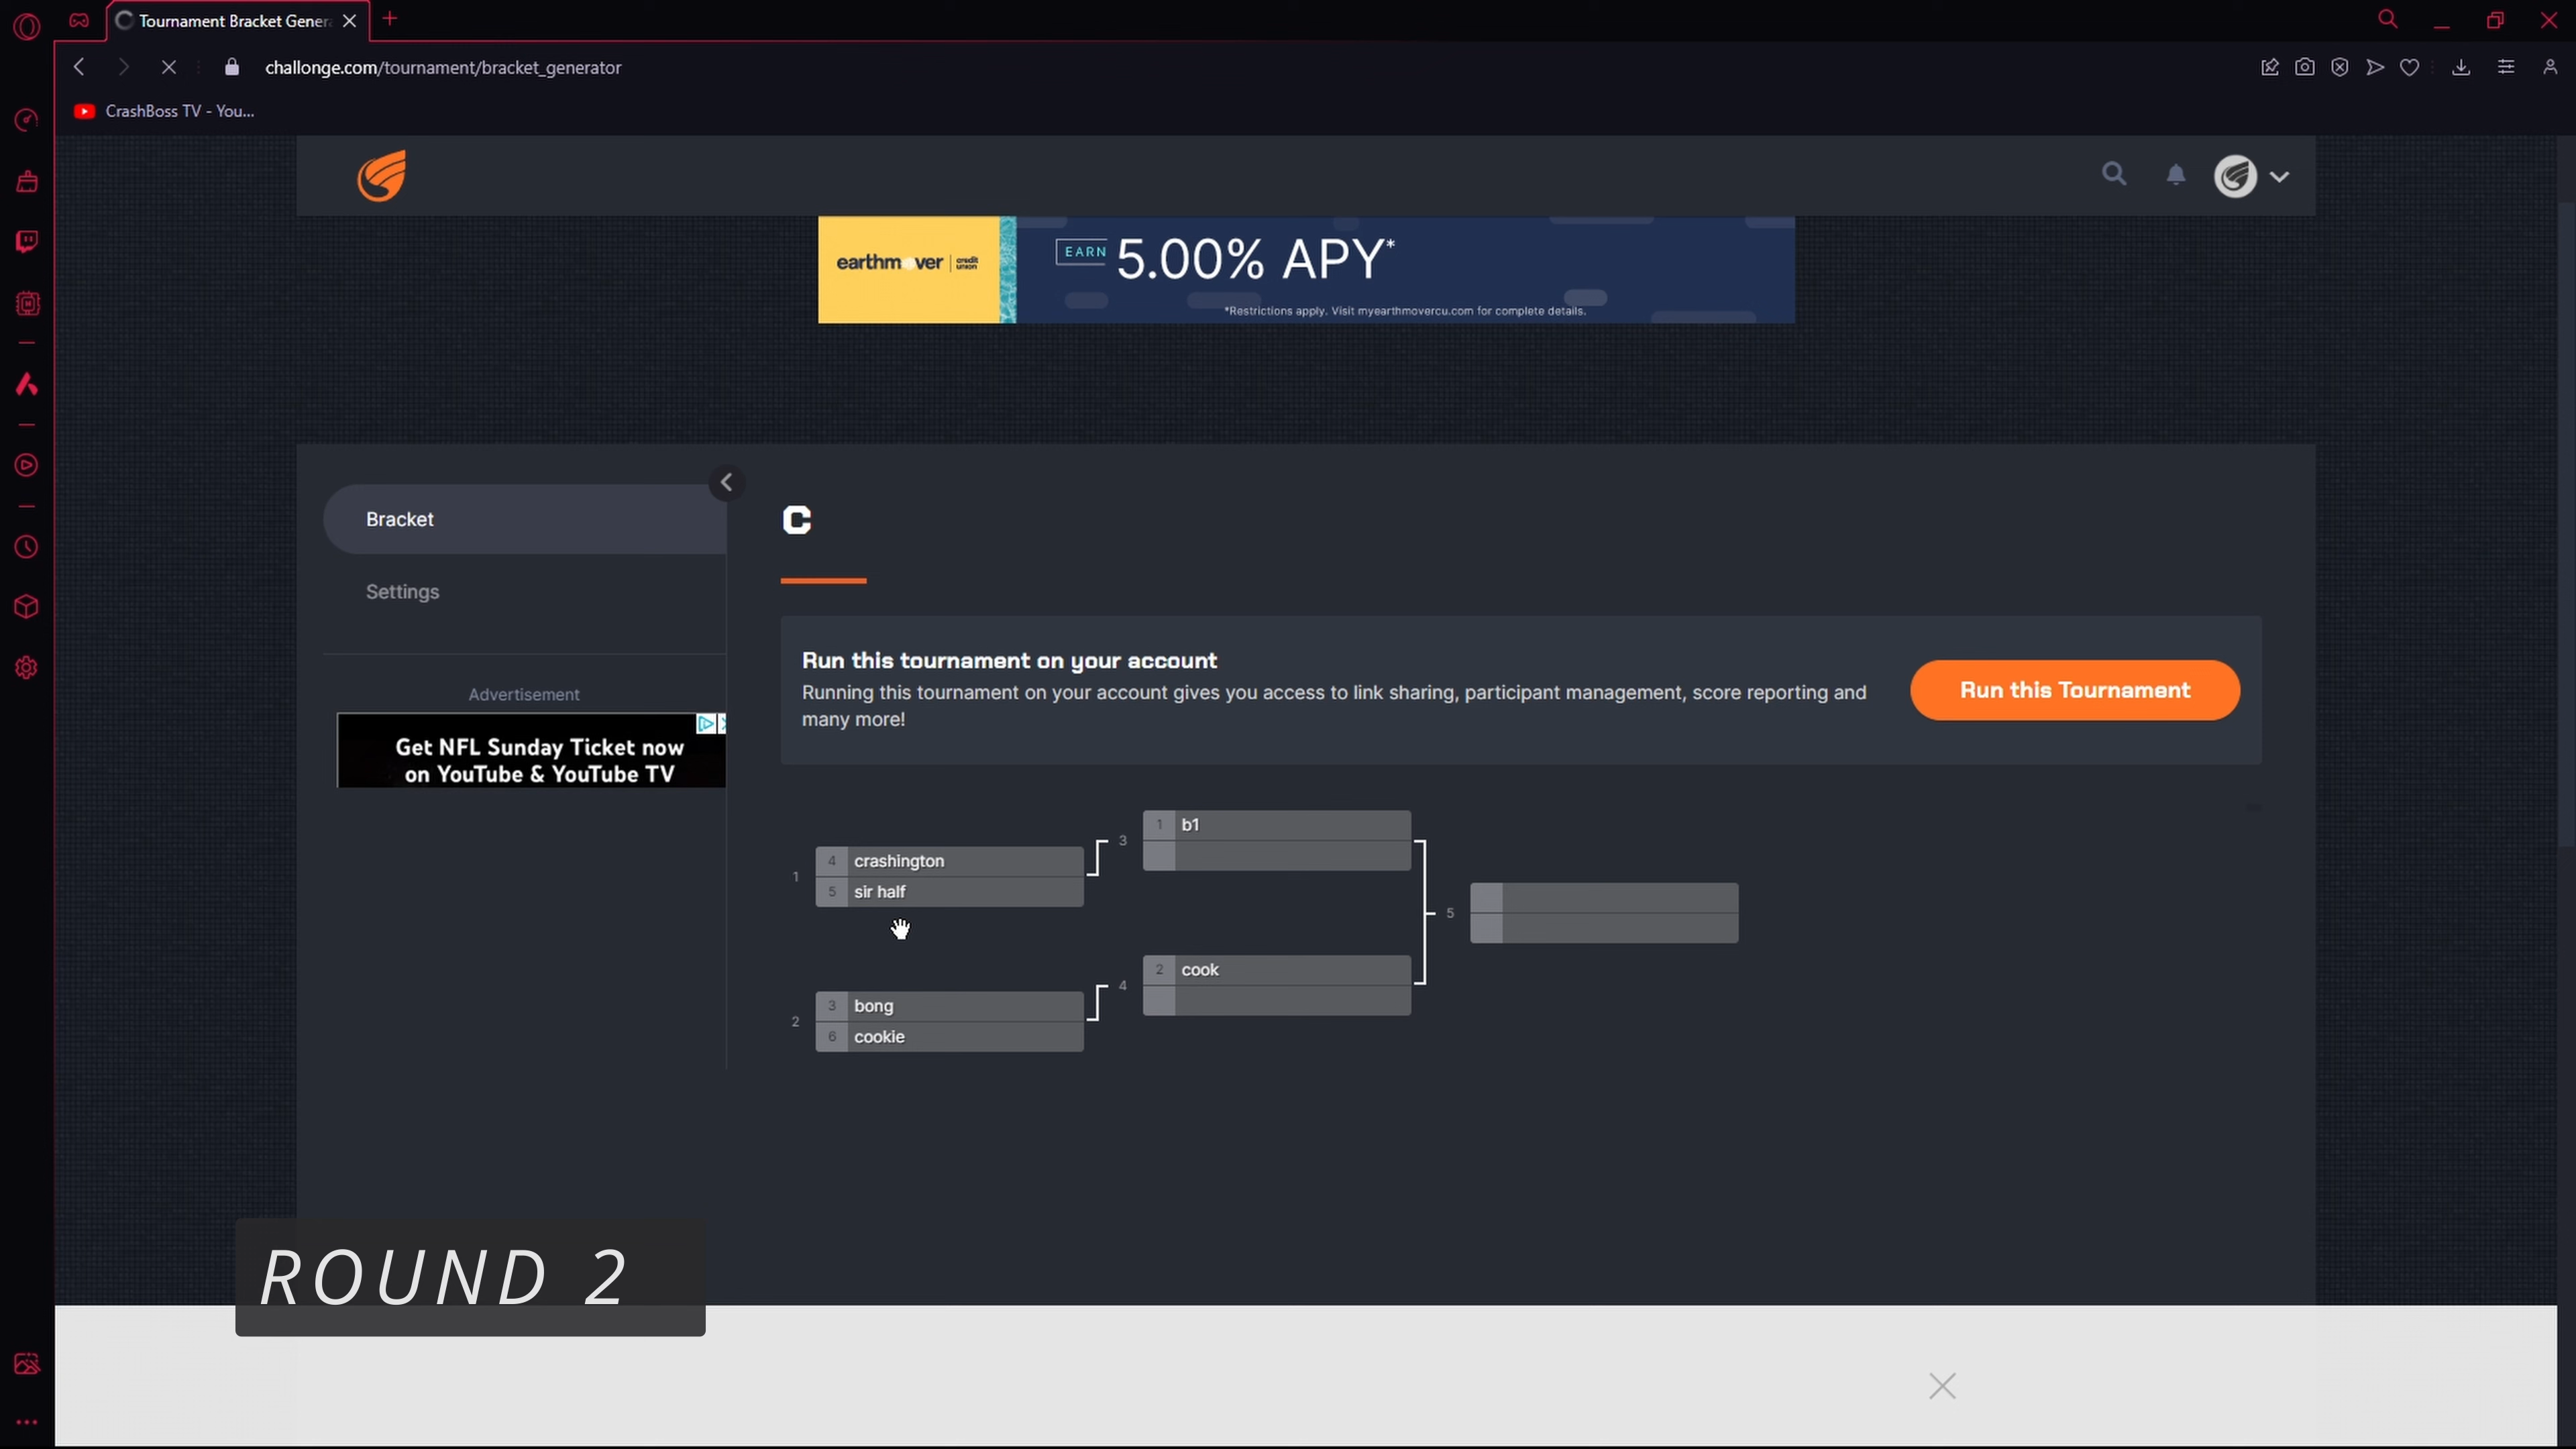 Tournament Bracket Gener
challonge.com/tournament/bracket_generator
CrashBoss TV - You...
earthmover credit union
EARN 5.00% APY*
*Restrictions apply. Visit myearthmovercu.com for complete details.
Bracket
Settings
Advertisement
Get NFL Sunday Ticket now
on YouTube & YouTube TV
C
Run this tournament on your account
Running this tournament on your account gives you access to link sharing, participant management, score reporting and
many more!
Run this Tournament
1
4 crashington
5 sir half
2
3 bong
6 cookie
3
1 b1
4
2 cook
5
ROUND 2